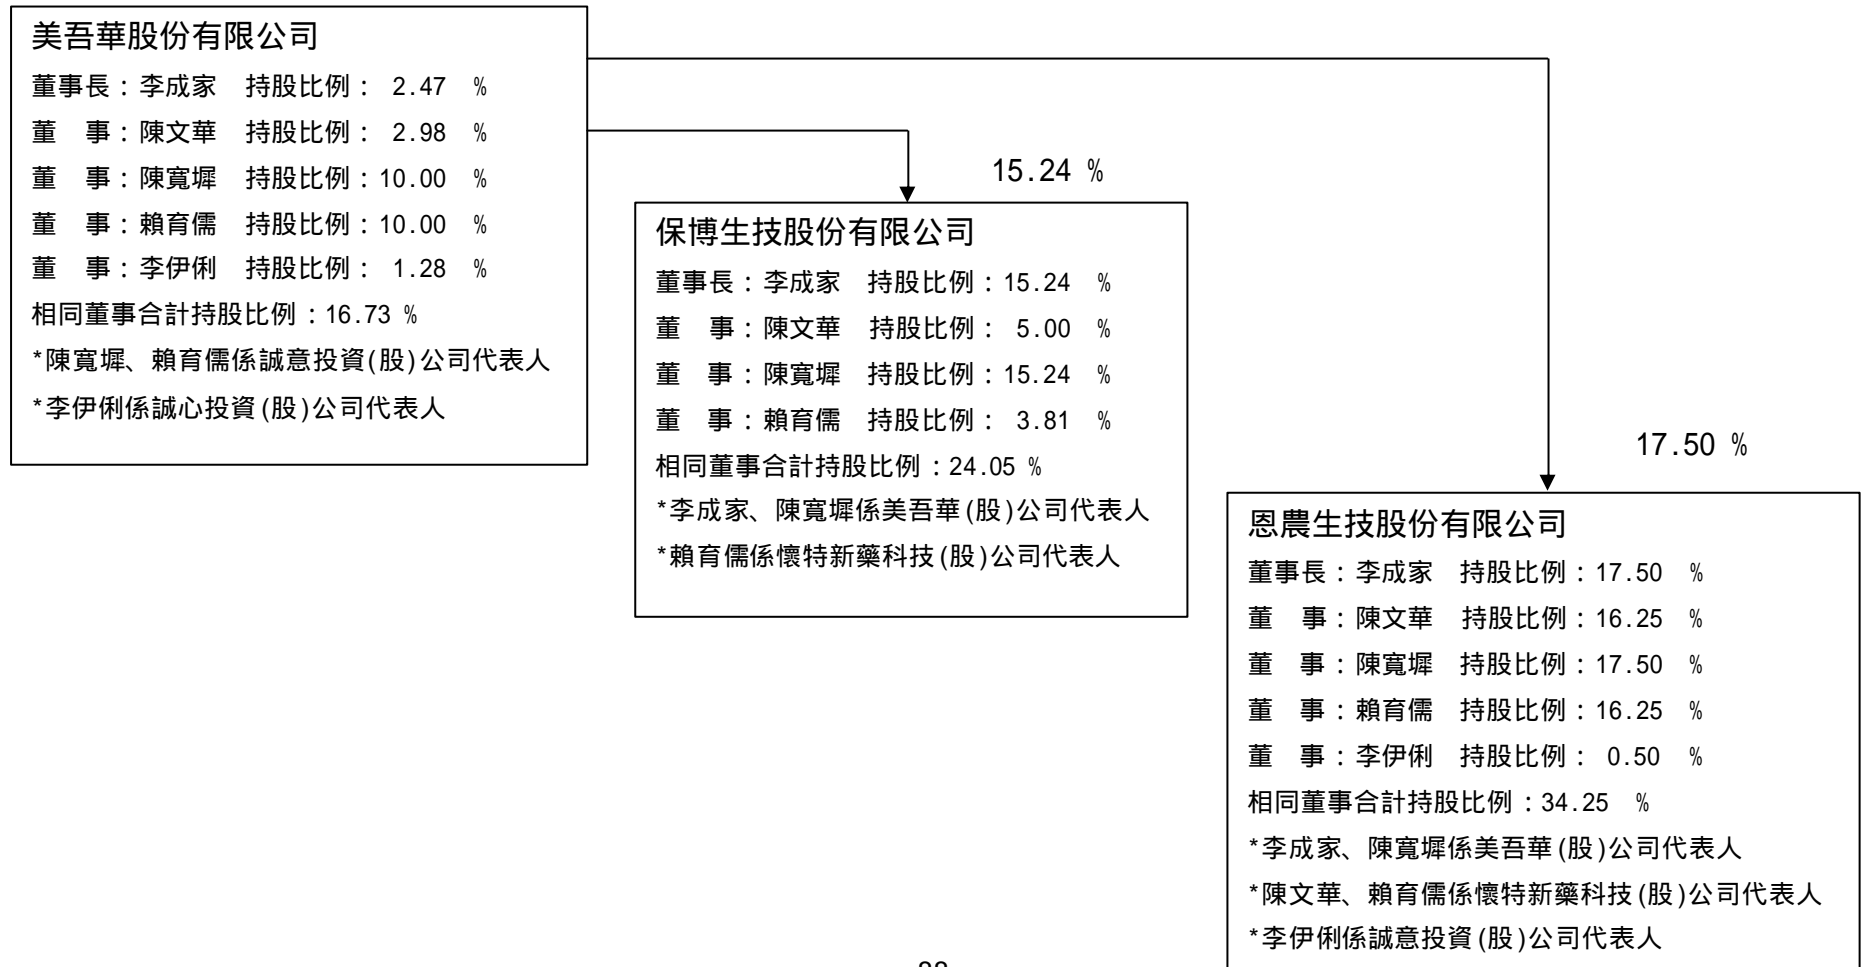 美吾華股份有限公司
董事長：李成家　持股比例： 2.47 %
董　事：陳文華　持股比例： 2.98 %
董　事：陳寬墀　持股比例：10.00 %
董　事：賴育儒　持股比例：10.00 %
董　事：李伊俐　持股比例： 1.28 %
相同董事合計持股比例：16.73 %
*陳寬墀、賴育儒係誠意投資(股)公司代表人
*李伊俐係誠心投資(股)公司代表人
15.24 %
保博生技股份有限公司
董事長：李成家　持股比例：15.24 %
董　事：陳文華　持股比例： 5.00 %
董　事：陳寬墀　持股比例：15.24 %
董　事：賴育儒　持股比例： 3.81 %
相同董事合計持股比例：24.05 %
*李成家、陳寬墀係美吾華(股)公司代表人
*賴育儒係懷特新藥科技(股)公司代表人
17.50 %
恩農生技股份有限公司
董事長：李成家　持股比例：17.50 %
董　事：陳文華　持股比例：16.25 %
董　事：陳寬墀　持股比例：17.50 %
董　事：賴育儒　持股比例：16.25 %
董　事：李伊俐　持股比例： 0.50 %
相同董事合計持股比例：34.25 %
*李成家、陳寬墀係美吾華(股)公司代表人
*陳文華、賴育儒係懷特新藥科技(股)公司代表人
*李伊俐係誠意投資(股)公司代表人